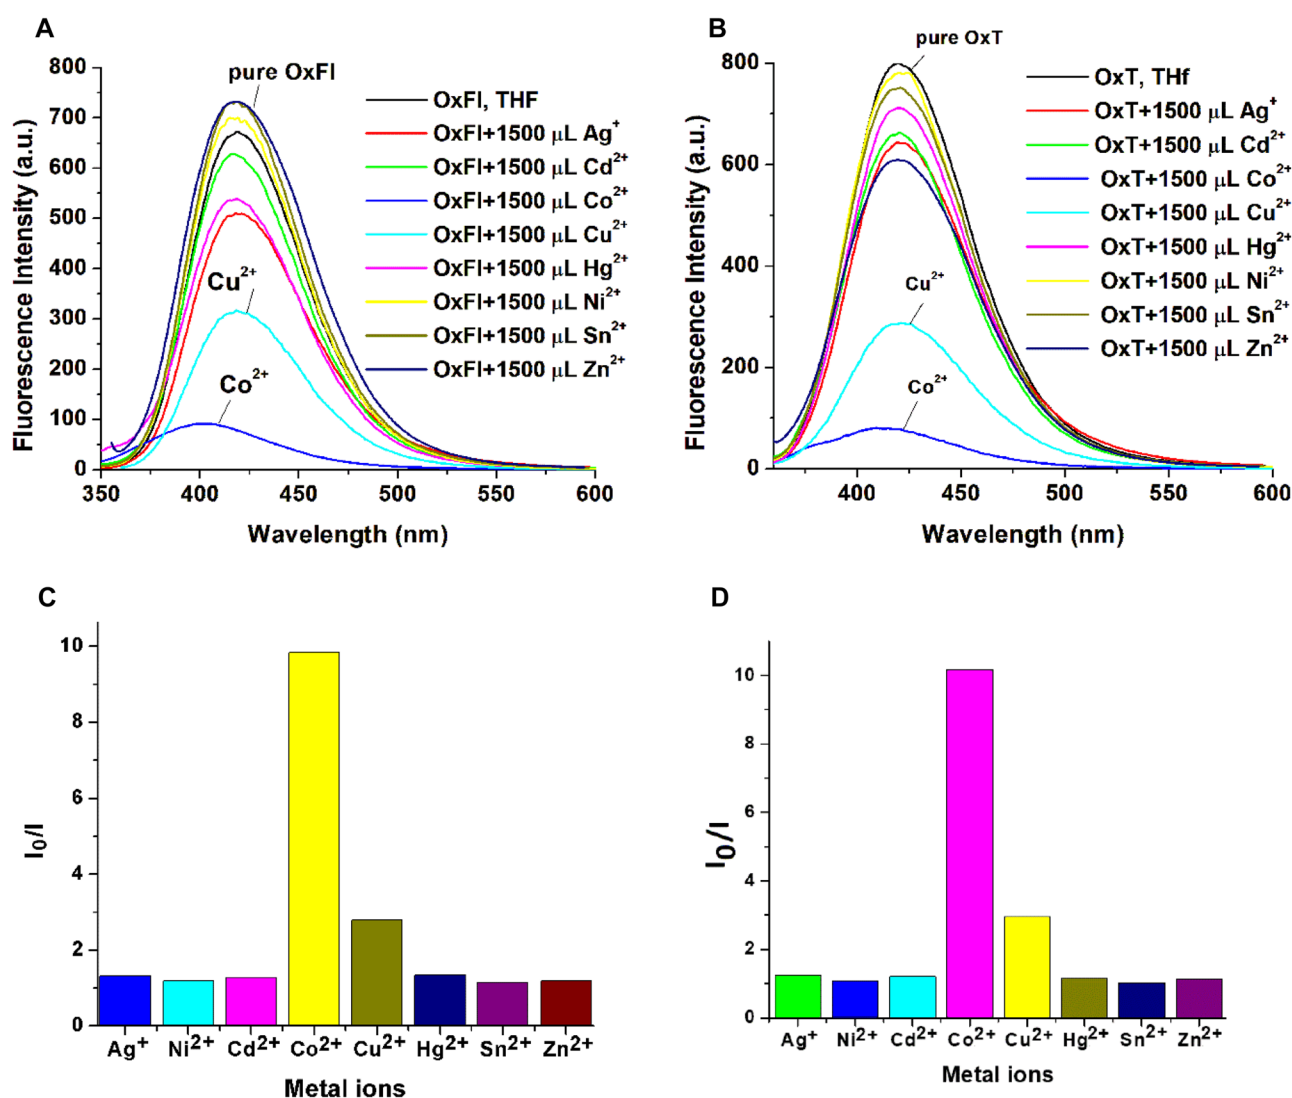 A
pure OxFl
Fluorescence Intensity (a.u.)
800
700
600
500
400
300
200
100
0
350
400
450
500
550
600
Wavelength (nm)
Cu²⁺
Co²⁺
OxFl, THF
OxFl+1500 μL Ag⁺
OxFl+1500 μL Cd²⁺
OxFl+1500 μL Co²⁺
OxFl+1500 μL Cu²⁺
OxFl+1500 μL Hg²⁺
OxFl+1500 μL Ni²⁺
OxFl+1500 μL Sn²⁺
OxFl+1500 μL Zn²⁺
B
pure OxT
Fluorescence Intensity (a.u.)
800
600
400
200
0
400
450
500
550
600
Wavelength (nm)
Cu²⁺
Co²⁺
OxT, THf
OxT+1500 μL Ag⁺
OxT+1500 μL Cd²⁺
OxT+1500 μL Co²⁺
OxT+1500 μL Cu²⁺
OxT+1500 μL Hg²⁺
OxT+1500 μL Ni²⁺
OxT+1500 μL Sn²⁺
OxT+1500 μL Zn²⁺
C
I₀/I
10
8
6
4
2
0
Ag⁺ Ni²⁺ Cd²⁺ Co²⁺ Cu²⁺ Hg²⁺ Sn²⁺ Zn²⁺
Metal ions
D
I₀/I
10
8
6
4
2
0
Ag⁺ Ni²⁺ Cd²⁺ Co²⁺ Cu²⁺ Hg²⁺ Sn²⁺ Zn²⁺
Metal ions